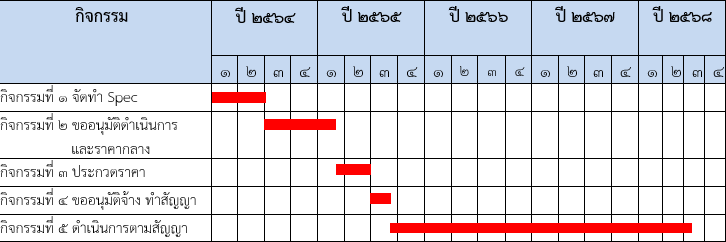 กิจกรรม ปี ๒๕๖๔ ปี ๒๕๖๕ ปี ๒๕๖๖ ปี ๒๕๖๗ ปี ๒๕๖๘
๑ ๒ ๓ ๔ ๑ ๒ ๓ ๔ ๑ ๒ ๓ ๔ ๑ ๒ ๓ ๔ ๑ ๒ ๓ ๔
กิจกรรมที่ ๑ จัดทำ Spec
กิจกรรมที่ ๒ ขออนุมัติดำเนินการ
และราคากลาง
กิจกรรมที่ ๓ ประกวดราคา
กิจกรรมที่ ๔ ขออนุมัติจ้าง ทำสัญญา
กิจกรรมที่ ๕ ดำเนินการตามสัญญา